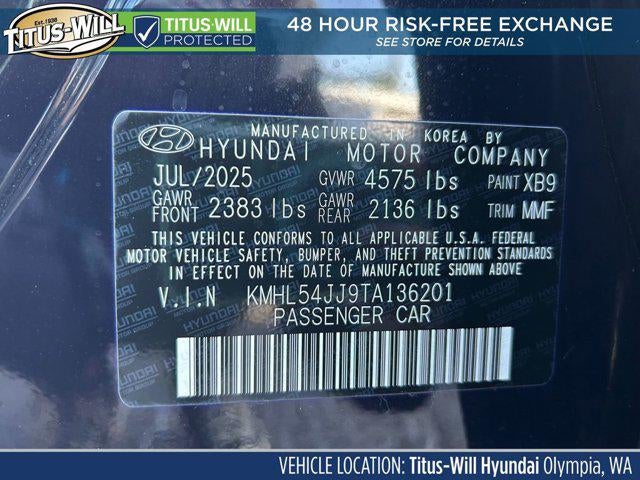 Est.1938
TITUS-WILL
TITUS-WILL
PROTECTED
48 HOUR RISK-FREE EXCHANGE
SEE STORE FOR DETAILS
MANUFACTURED IN KOREA BY
HYUNDAI MOTOR COMPANY
JUL/2025 GVWR 4575 lbs PAINT XB9
GAWR FRONT 2383 lbs GAWR REAR 2136 lbs TRIM MMF
THIS VEHICLE CONFORMS TO ALL APPLICABLE U.S.A. FEDERAL
MOTOR VEHICLE SAFETY, BUMPER, AND THEFT PREVENTION STANDARDS
IN EFFECT ON THE DATE OF MANUFACTURE SHOWN ABOVE
V.I.N KMHL54JJ9TA136201
PASSENGER CAR
VEHICLE LOCATION: Titus-Will Hyundai Olympia, WA